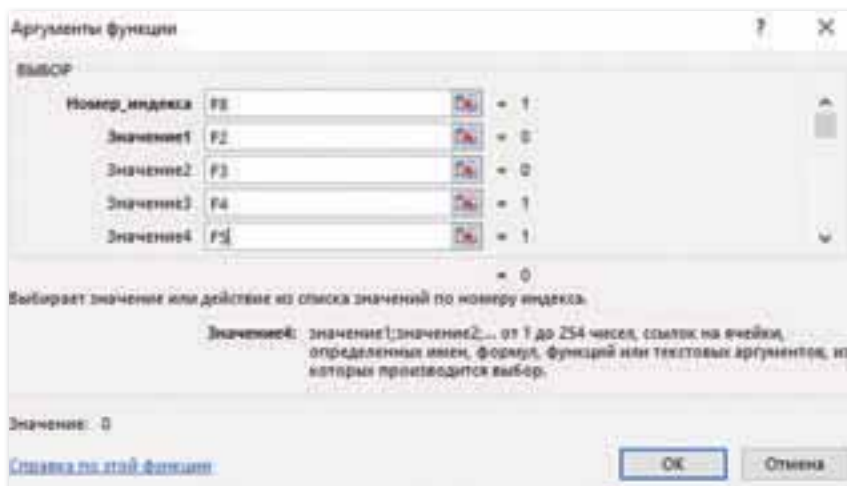 Аргументы функции ? ×
ВЫБОР
Номер_индекса F8 = 1
Значение1 F2 = 0
Значение2 F3 = 0
Значение3 F4 = 1
Значение4 F5 = 1
= 0
Выбирает значение или действие из списка значений по номеру индекса.
Значение4: значение1;значение2;... от 1 до 254 чисел, ссылок на ячейки,
определенных имен, формул, функций или текстовых аргументов, из
которых производится выбор.
Значение: 0
Справка по этой функции ОК Отмена